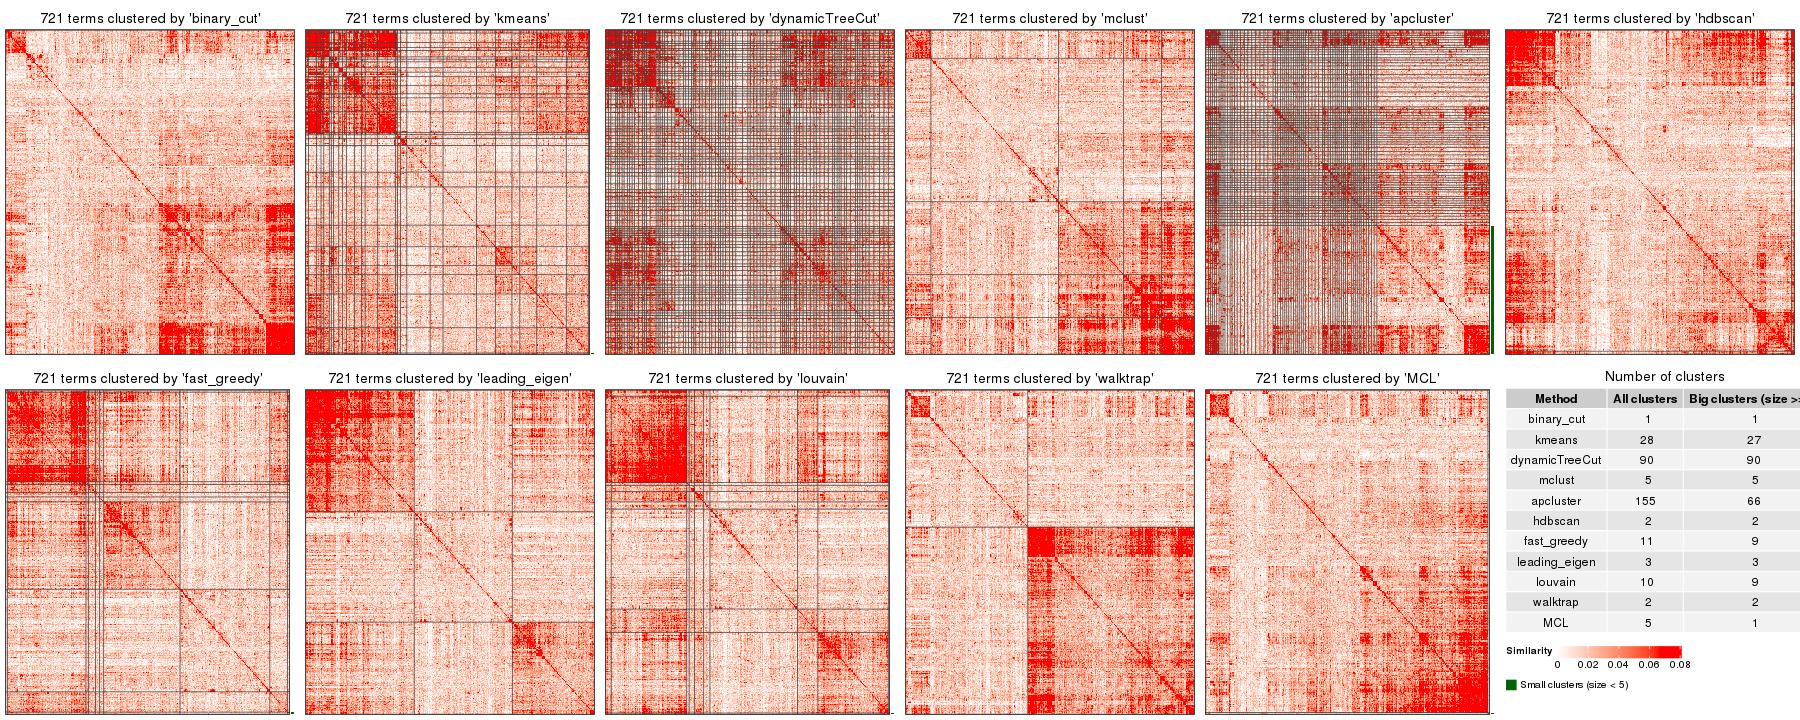 721 terms clustered by 'binary_cut'
721 terms clustered by 'kmeans'
721 terms clustered by 'dynamicTreeCut'
721 terms clustered by 'mclust'
721 terms clustered by 'apcluster'
721 terms clustered by 'hdbscan'
721 terms clustered by 'fast_greedy'
721 terms clustered by 'leading_eigen'
721 terms clustered by 'louvain'
721 terms clustered by 'walktrap'
721 terms clustered by 'MCL'
Number of clusters
Method All clusters Big clusters (size >=
binary_cut 1 1
kmeans 28 27
dynamicTreeCut 90 90
mclust 5 5
apcluster 155 66
hdbscan 2 2
fast_greedy 11 9
leading_eigen 3 3
louvain 10 9
walktrap 2 2
MCL 5 1
Similarity
0 0.02 0.04 0.06 0.08
Small clusters (size < 5)